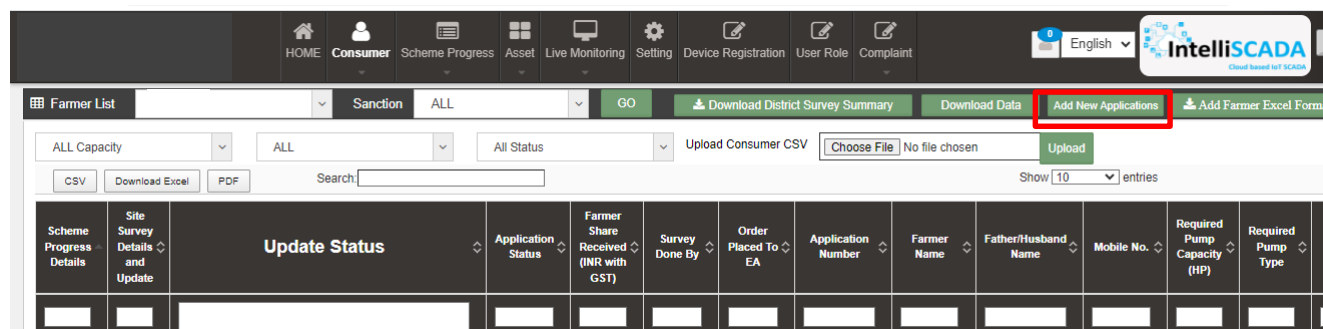 0
HOME Consumer Scheme Progress Asset Live Monitoring Setting Device Registration User Role Complaint English IntelliSCADA
Cloud based IoT SCADA
Farmer List Sanction ALL GO Download District Survey Summary Download Data Add New Applications Add Farmer Excel Form
ALL Capacity ALL All Status Upload Consumer CSV Choose File No file chosen Upload
CSV Download Excel PDF Search: Show 10 entries
Scheme Progress Details
Site Survey Details and Update
Update Status
Application Status
Farmer Share Received (INR with GST)
Survey Done By
Order Placed To EA
Application Number
Farmer Name
Father/Husband Name
Mobile No.
Required Pump Capacity (HP)
Required Pump Type